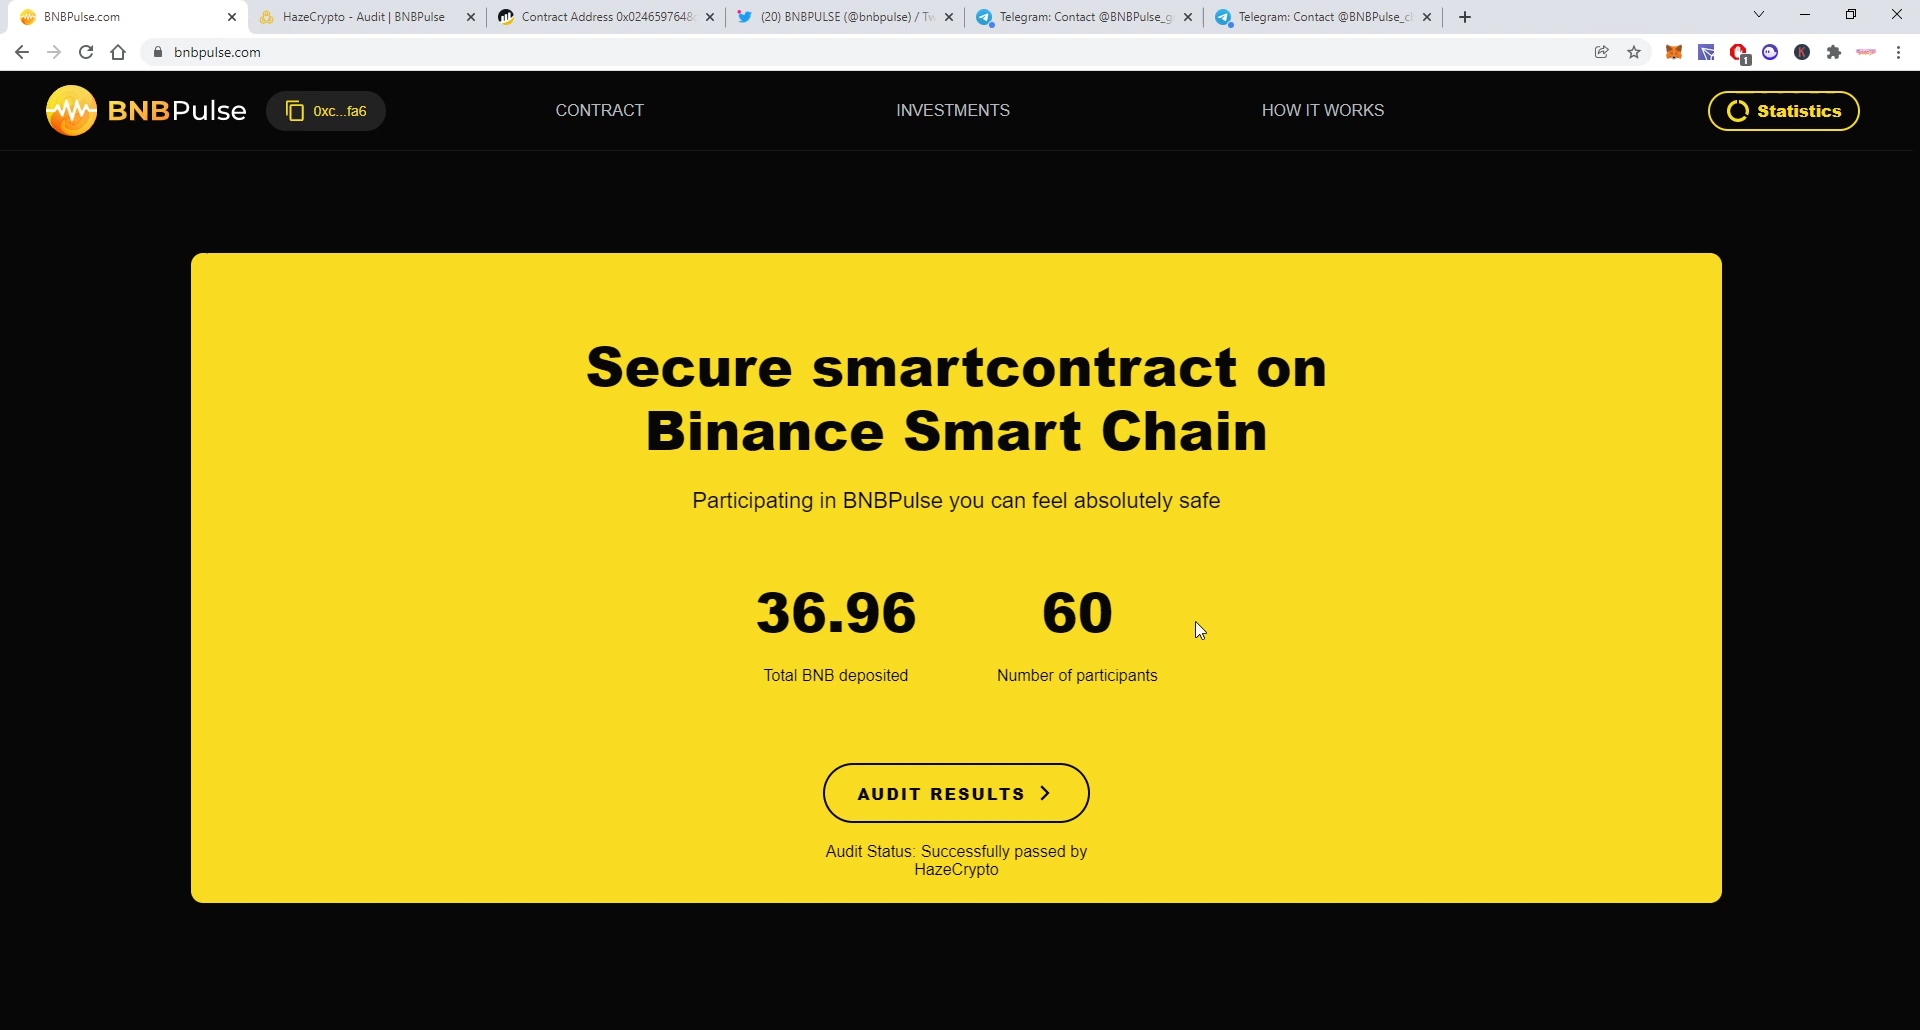 BNBPulse.com
HazeCrypto - Audit | BNBPulse
Contract Address 0x0246597648
(20) BNBPULSE (@bnbpulse) / Tw
Telegram: Contact @BNBPulse_g
Telegram: Contact @BNBPulse_c
bnbpulse.com
1
K
BNBPulse
0xc...fa6
CONTRACT
INVESTMENTS
HOW IT WORKS
Statistics
Secure smartcontract on
Binance Smart Chain
Participating in BNBPulse you can feel absolutely safe
36.96
60
Total BNB deposited
Number of participants
AUDIT RESULTS
Audit Status: Successfully passed by
HazeCrypto